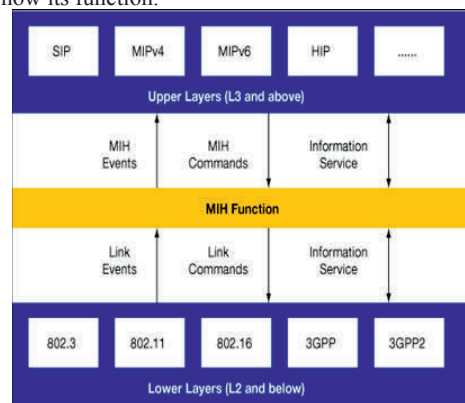 now its function.
SIP MIPv4 MIPv6 HIP ......
Upper Layers (L3 and above)
MIH Events MIH Commands Information Service
MIH Function
Link Events Link Commands Information Service
802.3 802.11 802.16 3GPP 3GPP2
Lower Layers (L2 and below)